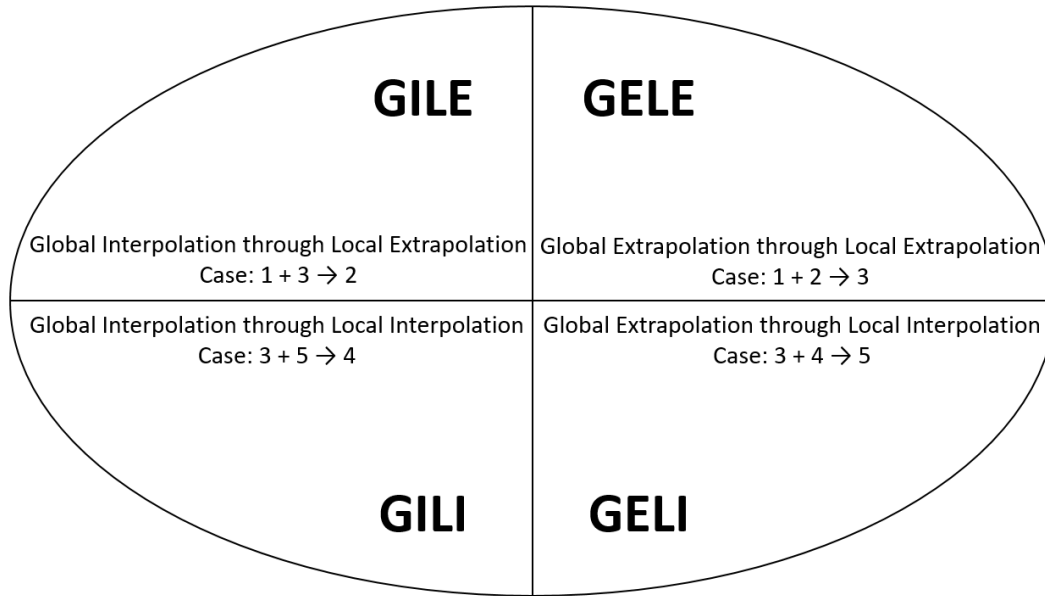 GILE
GELE
Global Interpolation through Local Extrapolation
Case: 1 + 3 → 2
Global Extrapolation through Local Extrapolation
Case: 1 + 2 → 3
Global Interpolation through Local Interpolation
Case: 3 + 5 → 4
Global Extrapolation through Local Interpolation
Case: 3 + 4 → 5
GILI
GELI